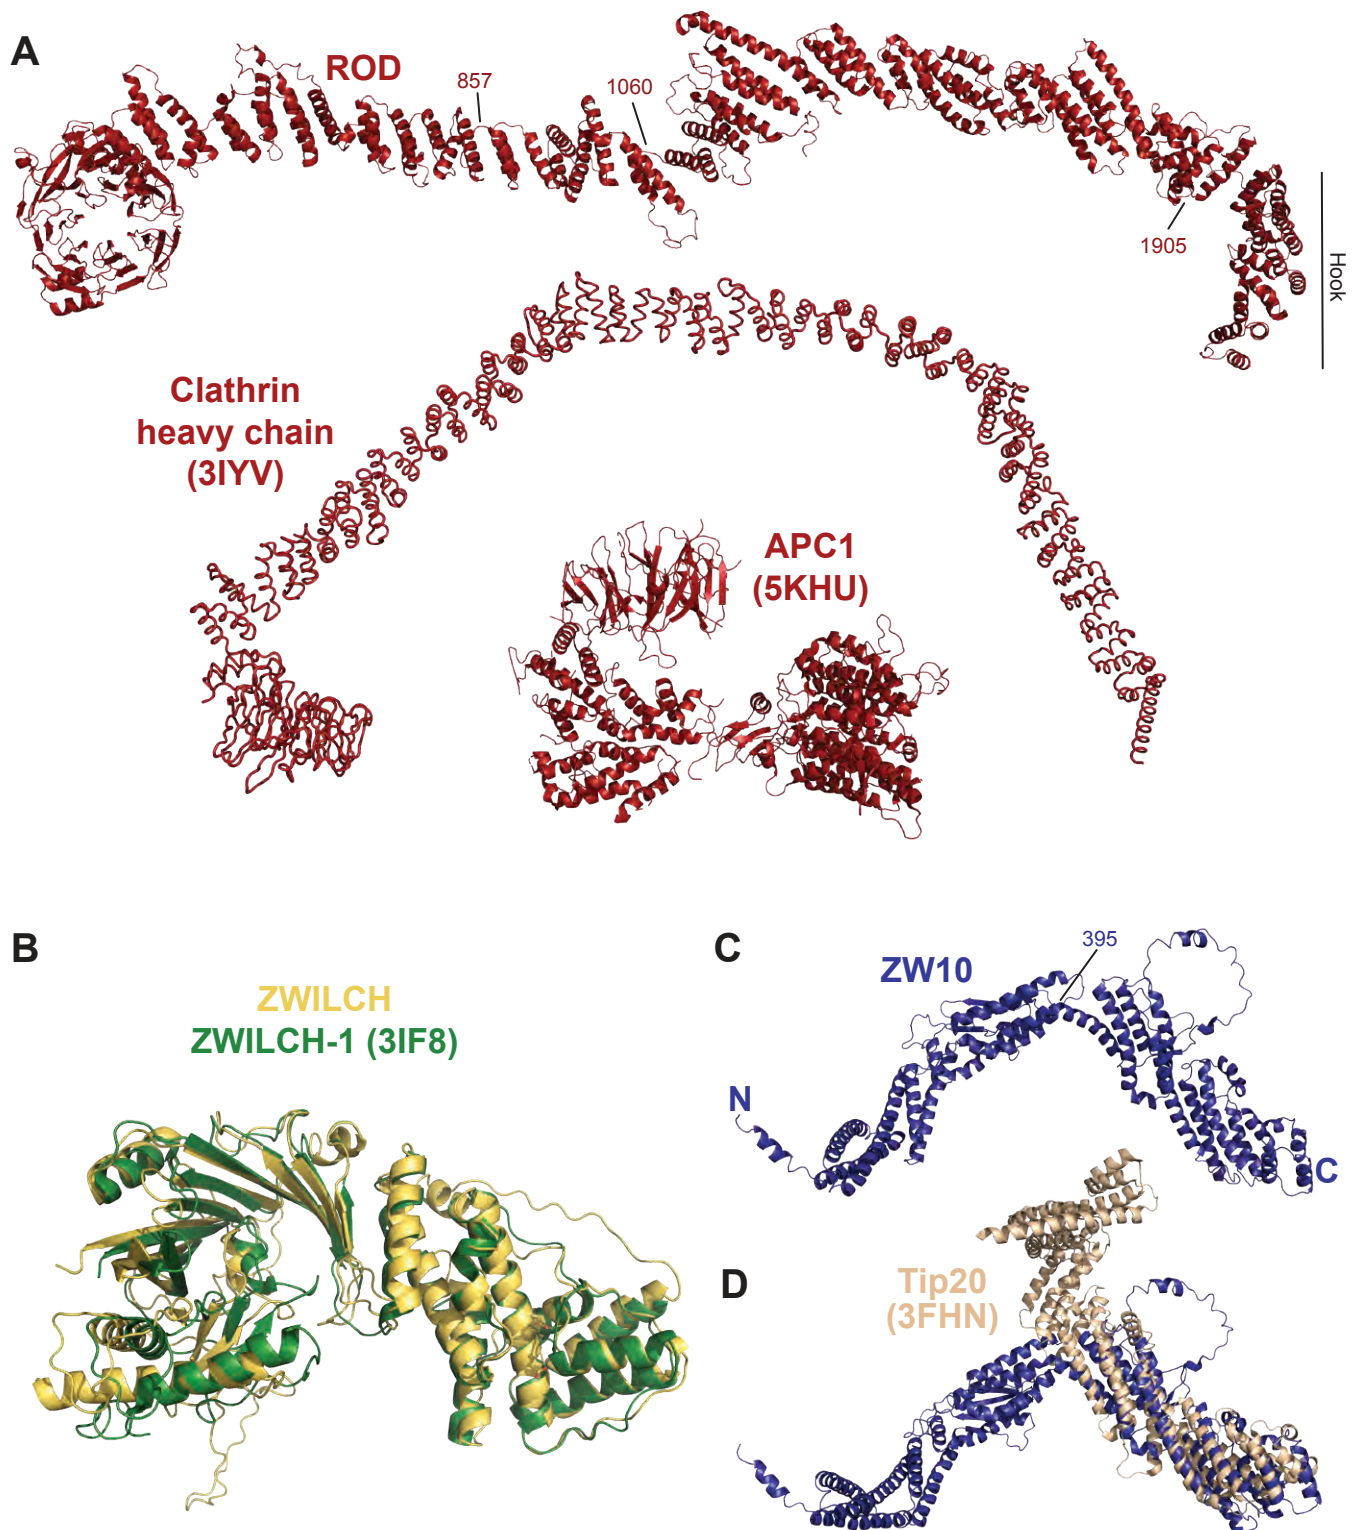 A
ROD
857
1060
1905
Hook
Clathrin
heavy chain
(3IYV)
APC1
(5KHU)
B
ZWILCH
ZWILCH-1 (3IF8)
C
ZW10
395
N
C
D
Tip20
(3FHN)